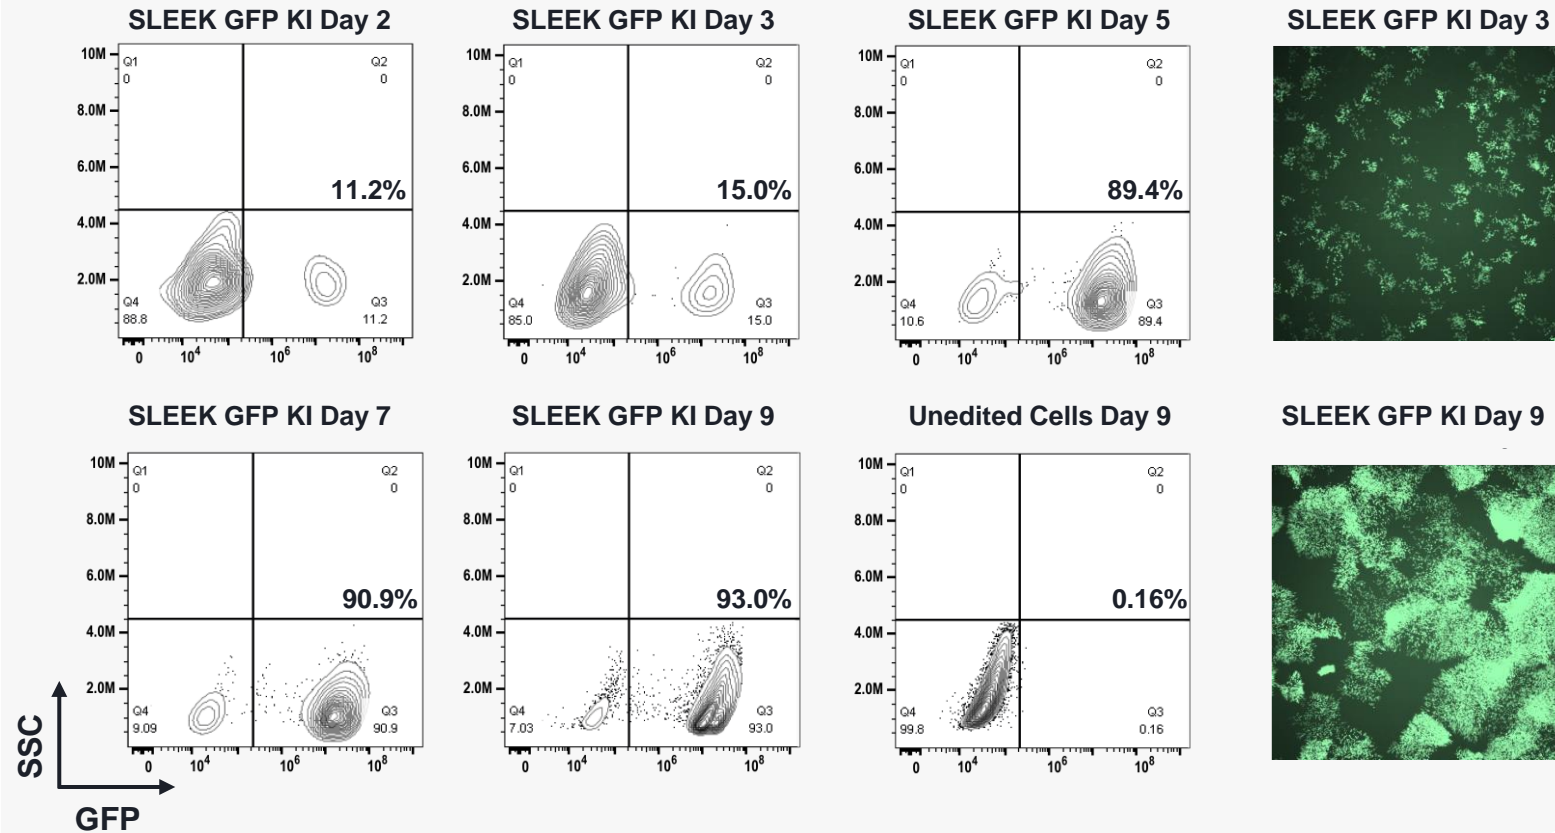 SLEEK GFP KI Day 2
10M
8.0M
6.0M
4.0M
2.0M
Q1
0
Q2
0
11.2%
Q4
88.8
Q3
11.2
0 10^4 10^6 10^8
SLEEK GFP KI Day 3
10M
8.0M
6.0M
4.0M
2.0M
Q1
0
Q2
0
15.0%
Q4
85.0
Q3
15.0
0 10^4 10^6 10^8
SLEEK GFP KI Day 5
10M
8.0M
6.0M
4.0M
2.0M
Q1
0
Q2
0
89.4%
Q4
10.6
Q3
89.4
0 10^4 10^6 10^8
SLEEK GFP KI Day 3
SLEEK GFP KI Day 7
10M
8.0M
6.0M
4.0M
2.0M
Q1
0
Q2
0
90.9%
Q4
9.09
Q3
90.9
0 10^4 10^6 10^8
SLEEK GFP KI Day 9
10M
8.0M
6.0M
4.0M
2.0M
Q1
0
Q2
0
93.0%
Q4
7.03
Q3
93.0
0 10^4 10^6 10^8
Unedited Cells Day 9
10M
8.0M
6.0M
4.0M
2.0M
Q1
0
Q2
0
0.16%
Q4
99.8
Q3
0.16
0 10^4 10^6 10^8
SLEEK GFP KI Day 9
SSC
GFP